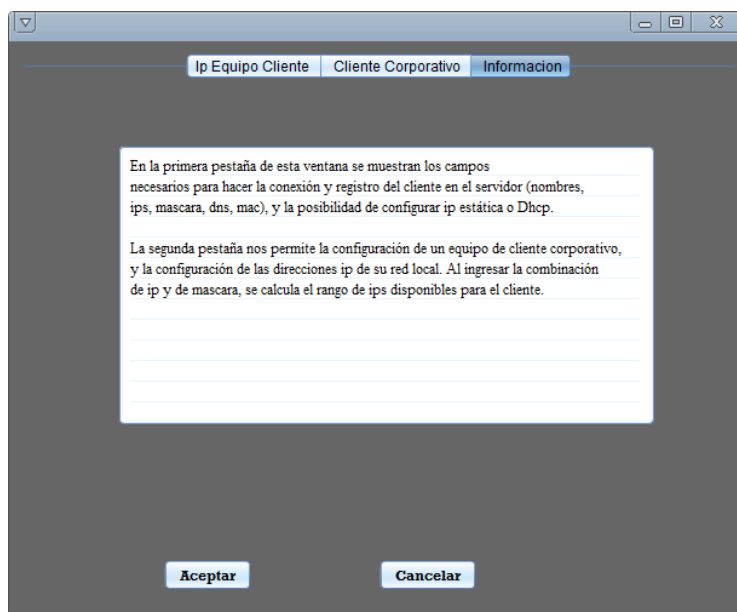 Ip Equipo Cliente Cliente Corporativo Informacion
En la primera pestaña de esta ventana se muestran los campos
necesarios para hacer la conexión y registro del cliente en el servidor (nombres,
ips, mascara, dns, mac), y la posibilidad de configurar ip estática o Dhcp.
La segunda pestaña nos permite la configuración de un equipo de cliente corporativo,
y la configuración de las direcciones ip de su red local. Al ingresar la combinación
de ip y de mascara, se calcula el rango de ips disponibles para el cliente.
Aceptar Cancelar